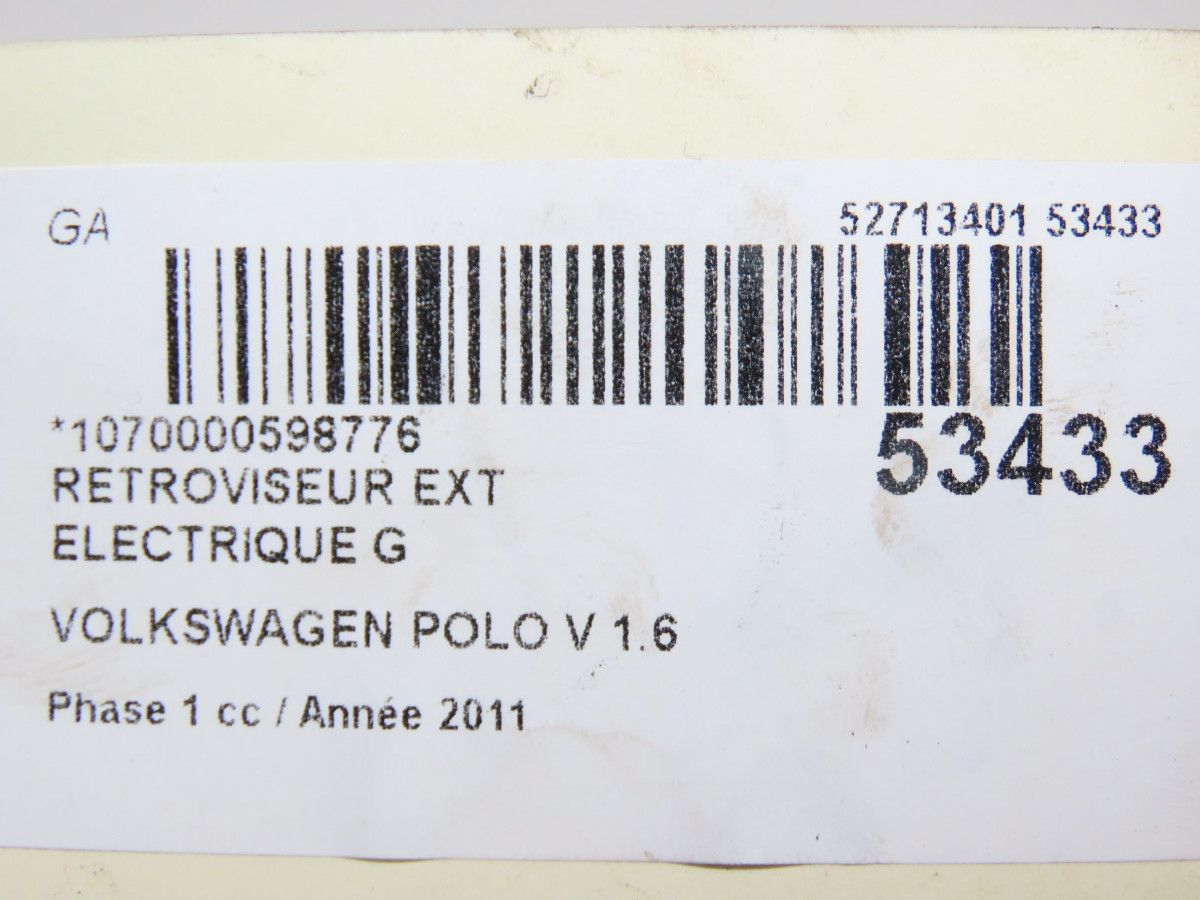 GA
52713401 53433
*1070000598776
53433
RETROVISEUR EXT
ELECTRIQUE G
VOLKSWAGEN POLO V 1.6
Phase 1 cc / Année 2011